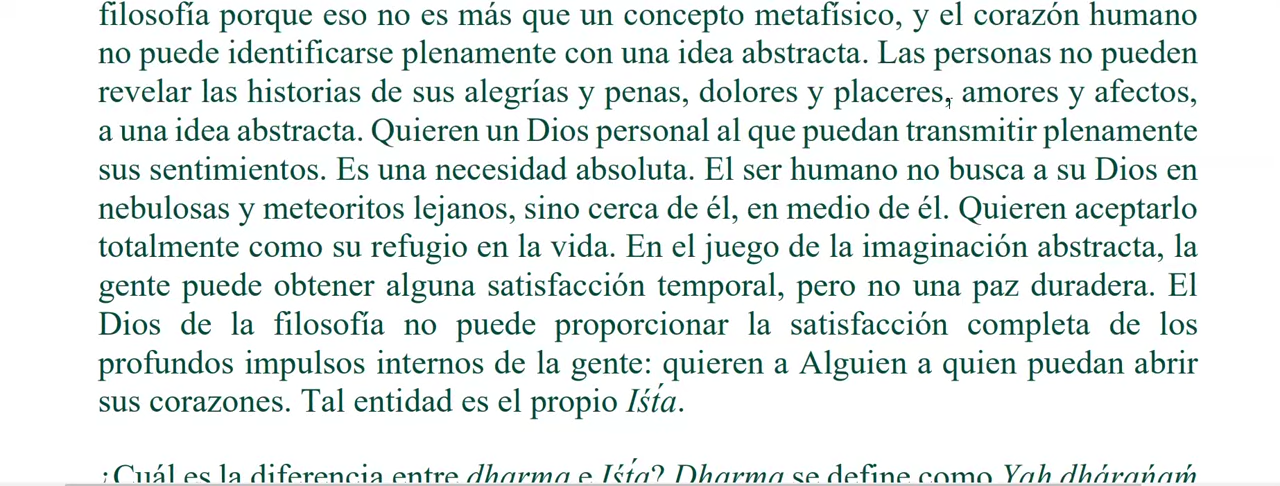 filosofía porque eso no es más que un concepto metafísico, y el corazón humano
no puede identificarse plenamente con una idea abstracta. Las personas no pueden
revelar las historias de sus alegrías y penas, dolores y placeres, amores y afectos,
a una idea abstracta. Quieren un Dios personal al que puedan transmitir plenamente
sus sentimientos. Es una necesidad absoluta. El ser humano no busca a su Dios en
nebulosas y meteoritos lejanos, sino cerca de él, en medio de él. Quieren aceptarlo
totalmente como su refugio en la vida. En el juego de la imaginación abstracta, la
gente puede obtener alguna satisfacción temporal, pero no una paz duradera. El
Dios de la filosofía no puede proporcionar la satisfacción completa de los
profundos impulsos internos de la gente: quieren a Alguien a quien puedan abrir
sus corazones. Tal entidad es el propio Iśt́a.
¿Cuál es la diferencia entre dharma e Iśt́a? Dharma se define como Yah dhárańaḿ